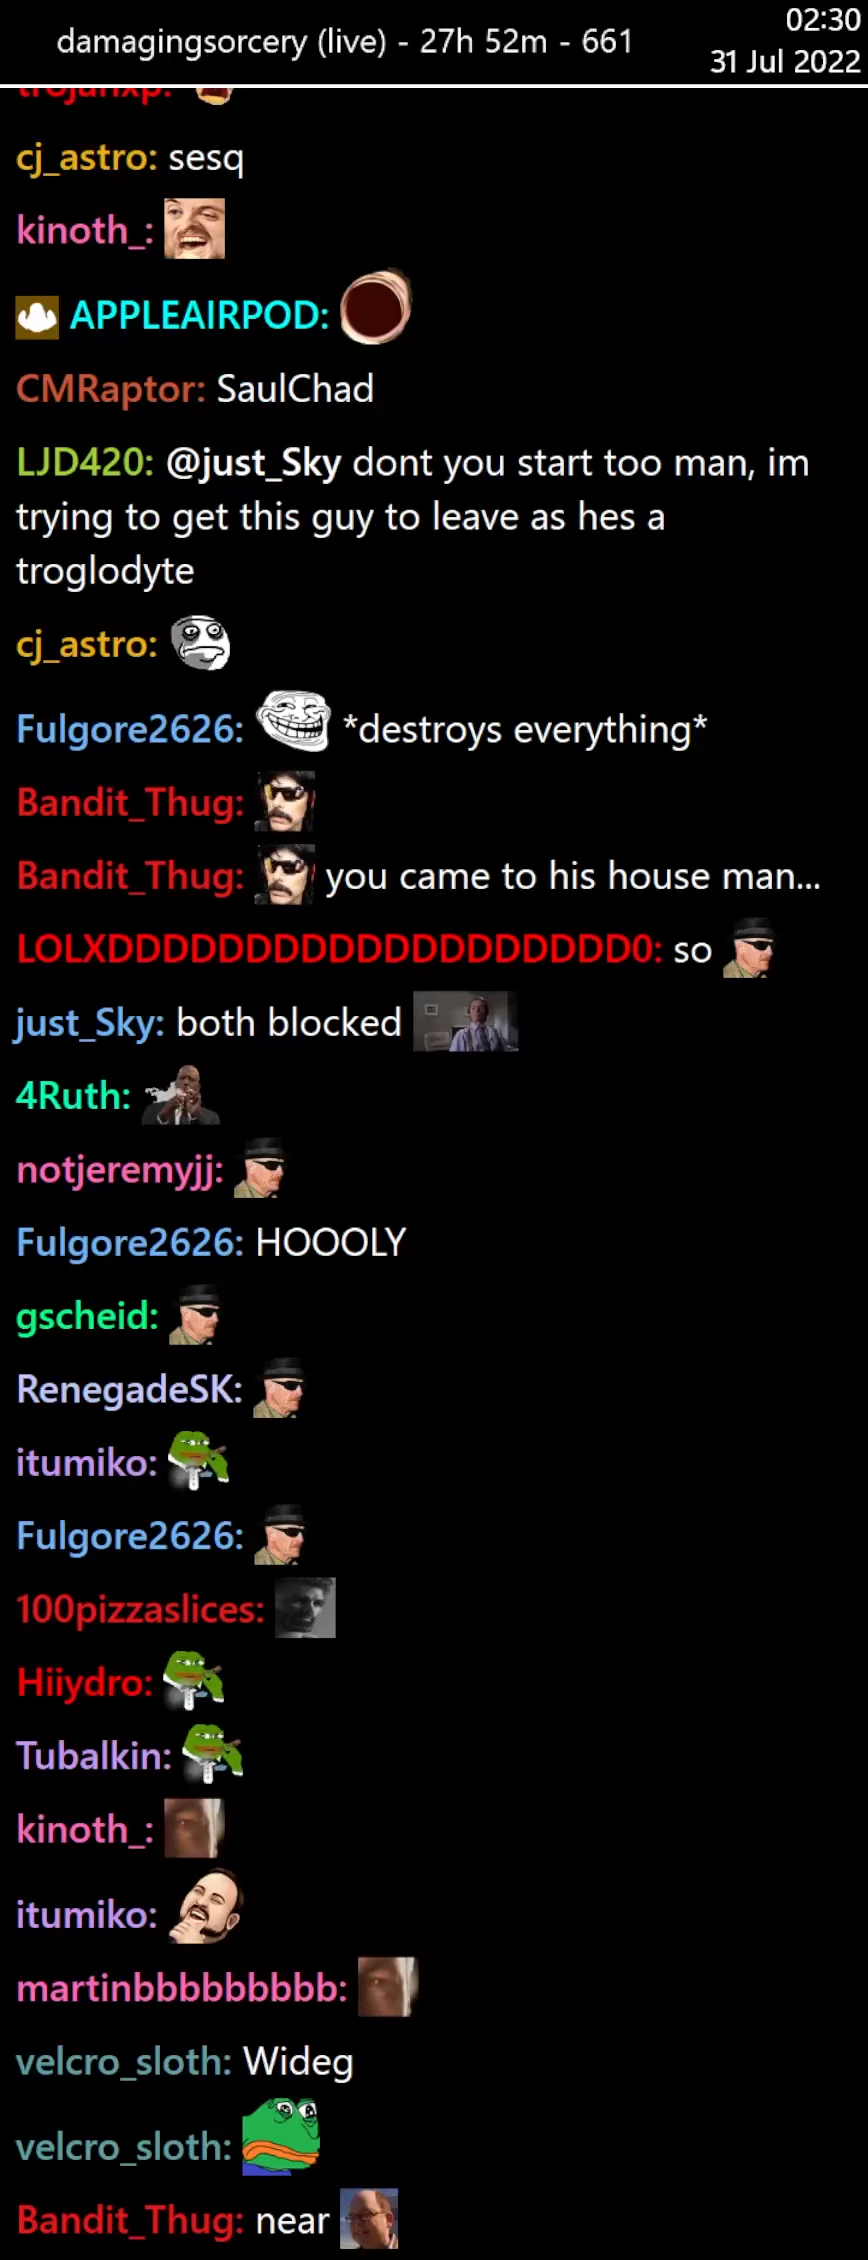 damagingsorcery (live) - 27h 52m - 661
02:30
31 Jul 2022
trojanxp:
cj_astro: sesq
kinoth_:
APPLEAIRPOD:
CMRaptor: SaulChad
LJD420: @just_Sky dont you start too man, im
trying to get this guy to leave as hes a
troglodyte
cj_astro:
Fulgore2626: *destroys everything*
Bandit_Thug:
Bandit_Thug: you came to his house man...
LOLXDDDDDDDDDDDDDDDDDDD0: so
just_Sky: both blocked
4Ruth:
notjeremyjj:
Fulgore2626: HOOOLY
gscheid:
RenegadeSK:
itumiko:
Fulgore2626:
100pizzaslices:
Hiiydro:
Tubalkin:
kinoth_:
itumiko:
martinbbbbbbbbb:
velcro_sloth: Wideg
velcro_sloth:
Bandit_Thug: near